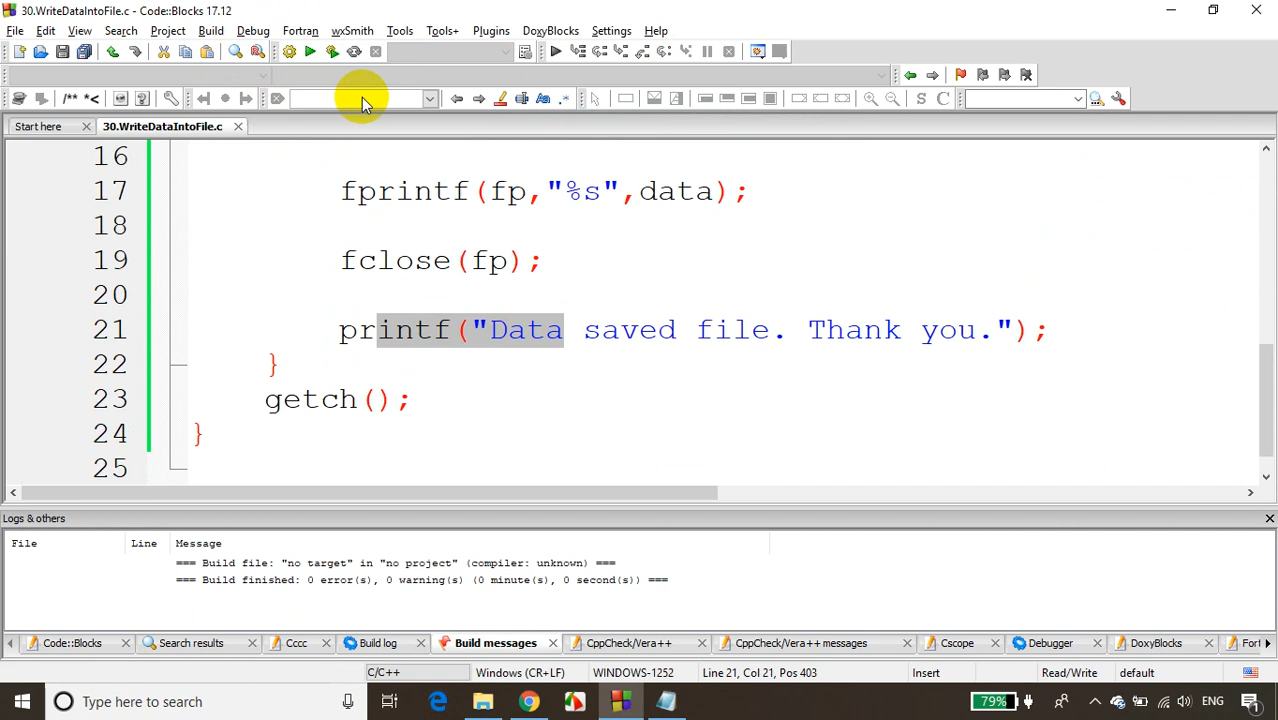 30.WriteDataIntoFile.c - Code::Blocks 17.12
File Edit View Search Project Build Debug Fortran wxSmith Tools Tools+ Plugins DoxyBlocks Settings Help
/** *<
.*
S C
Start here 30.WriteDataIntoFile.c
16
17 fprintf(fp,"%s",data);
18
19 fclose(fp);
20
21 printf("Data saved file. Thank you.");
22 }
23 getch();
24 }
25
Logs & others
File Line Message
=== Build file: "no target" in "no project" (compiler: unknown) ===
=== Build finished: 0 error(s), 0 warning(s) (0 minute(s), 0 second(s)) ===
Code::Blocks Search results Cccc Build log Build messages CppCheck/Vera++ CppCheck/Vera++ messages Cscope Debugger DoxyBlocks Fort
C/C++ Windows (CR+LF) WINDOWS-1252 Line 21, Col 21, Pos 403 Insert Read/Write default
Type here to search 79% ENG 1